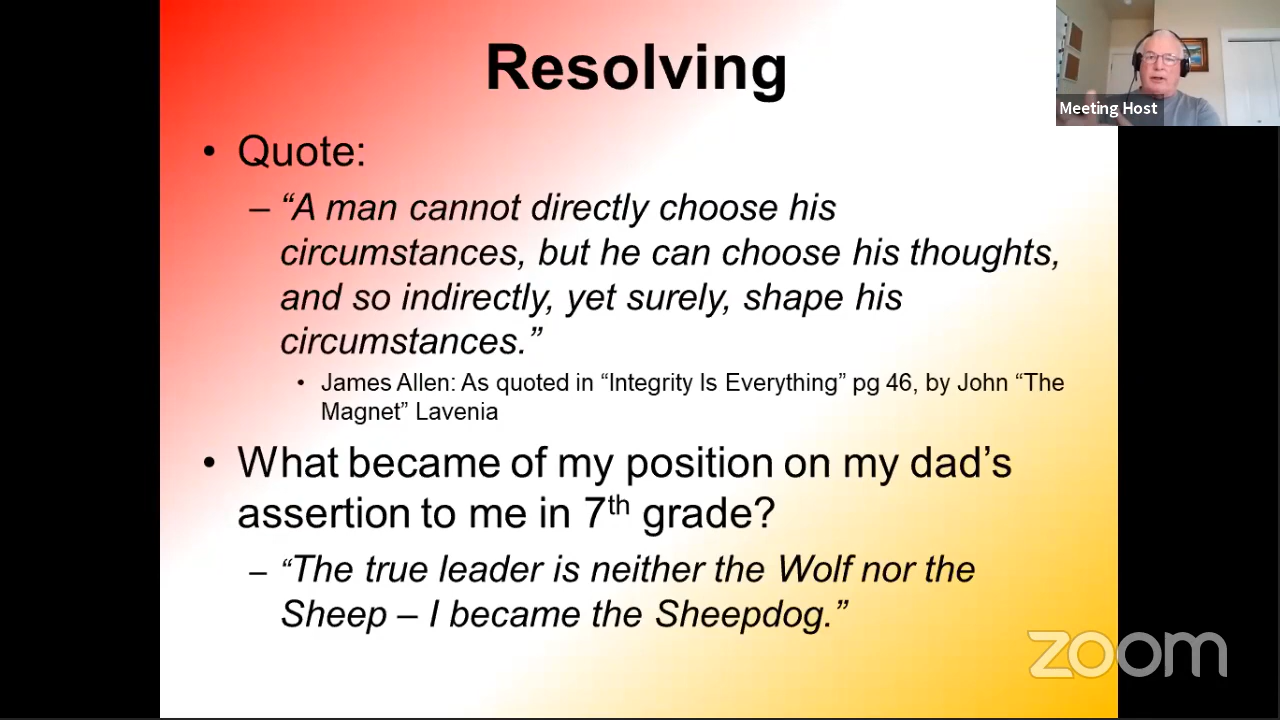 Resolving
Meeting Host
• Quote:
– “A man cannot directly choose his
circumstances, but he can choose his thoughts,
and so indirectly, yet surely, shape his
circumstances.”
• James Allen: As quoted in “Integrity Is Everything” pg 46, by John “The
Magnet” Lavenia
• What became of my position on my dad’s
assertion to me in 7th grade?
– “The true leader is neither the Wolf nor the
Sheep – I became the Sheepdog.”
zoom